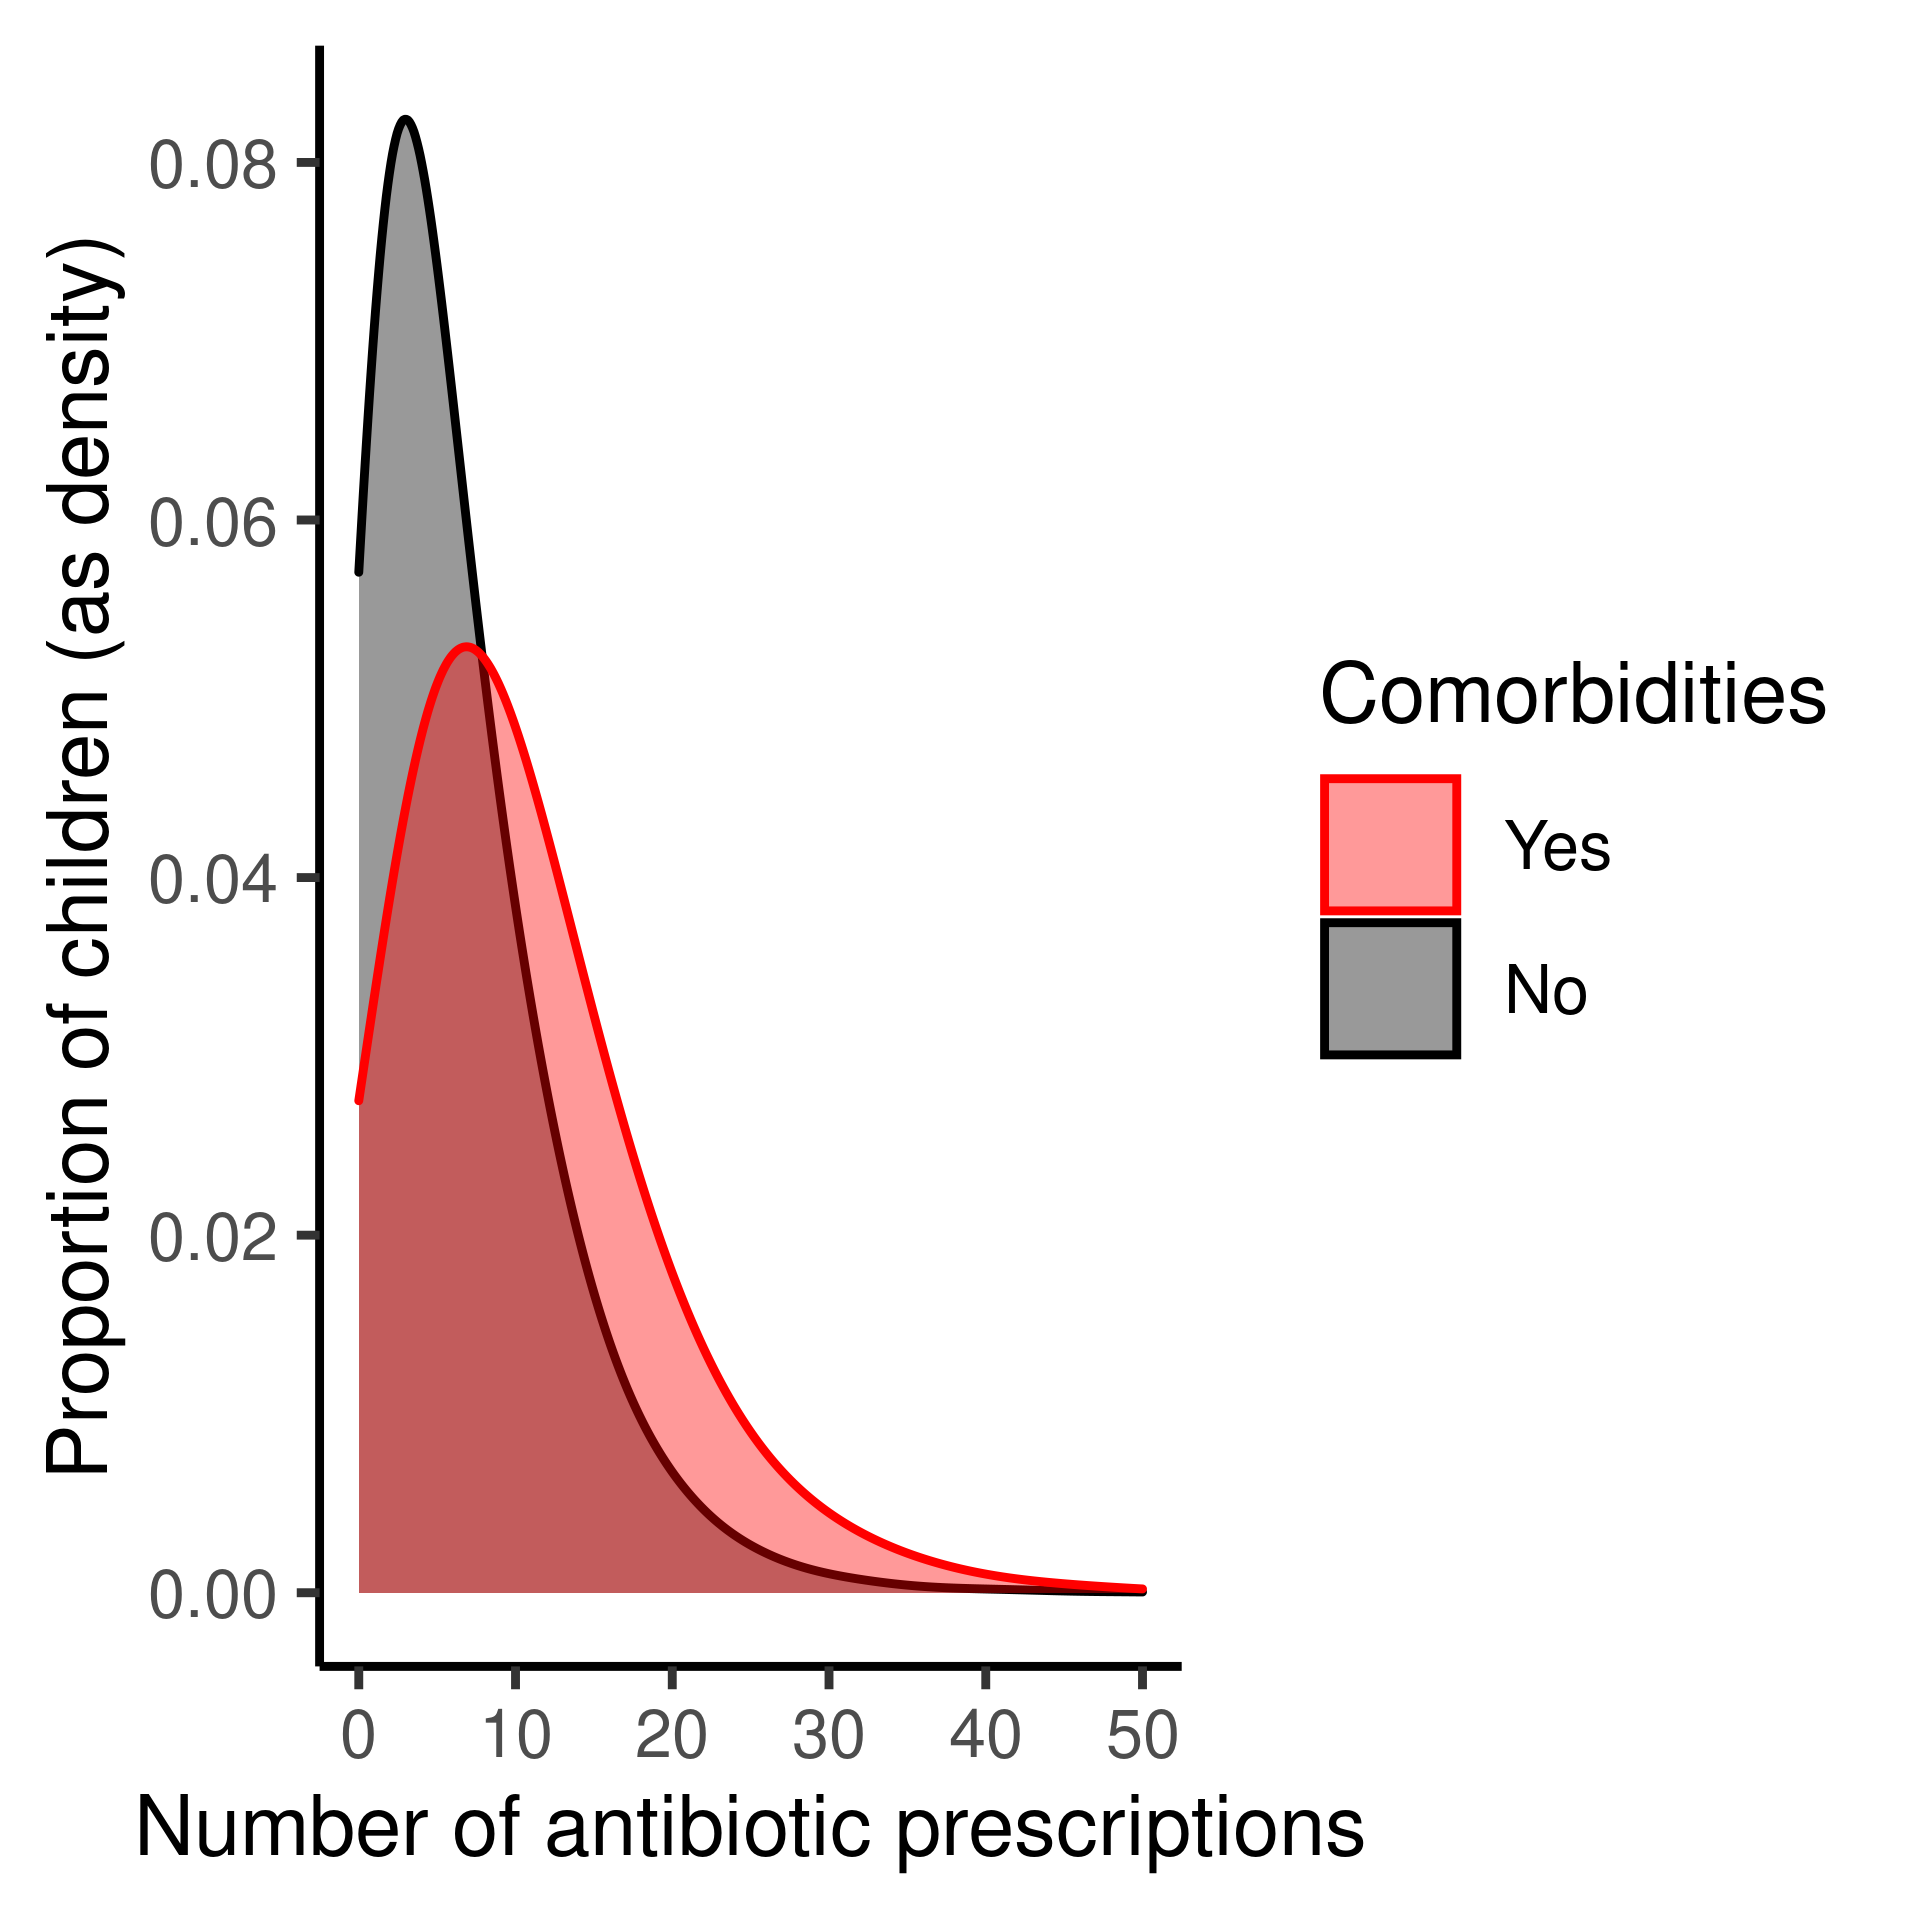 Proportion of children (as density)
0.08
0.06
0.04
0.02
0.00
0 10 20 30 40 50
Number of antibiotic prescriptions
Comorbidities
Yes
No